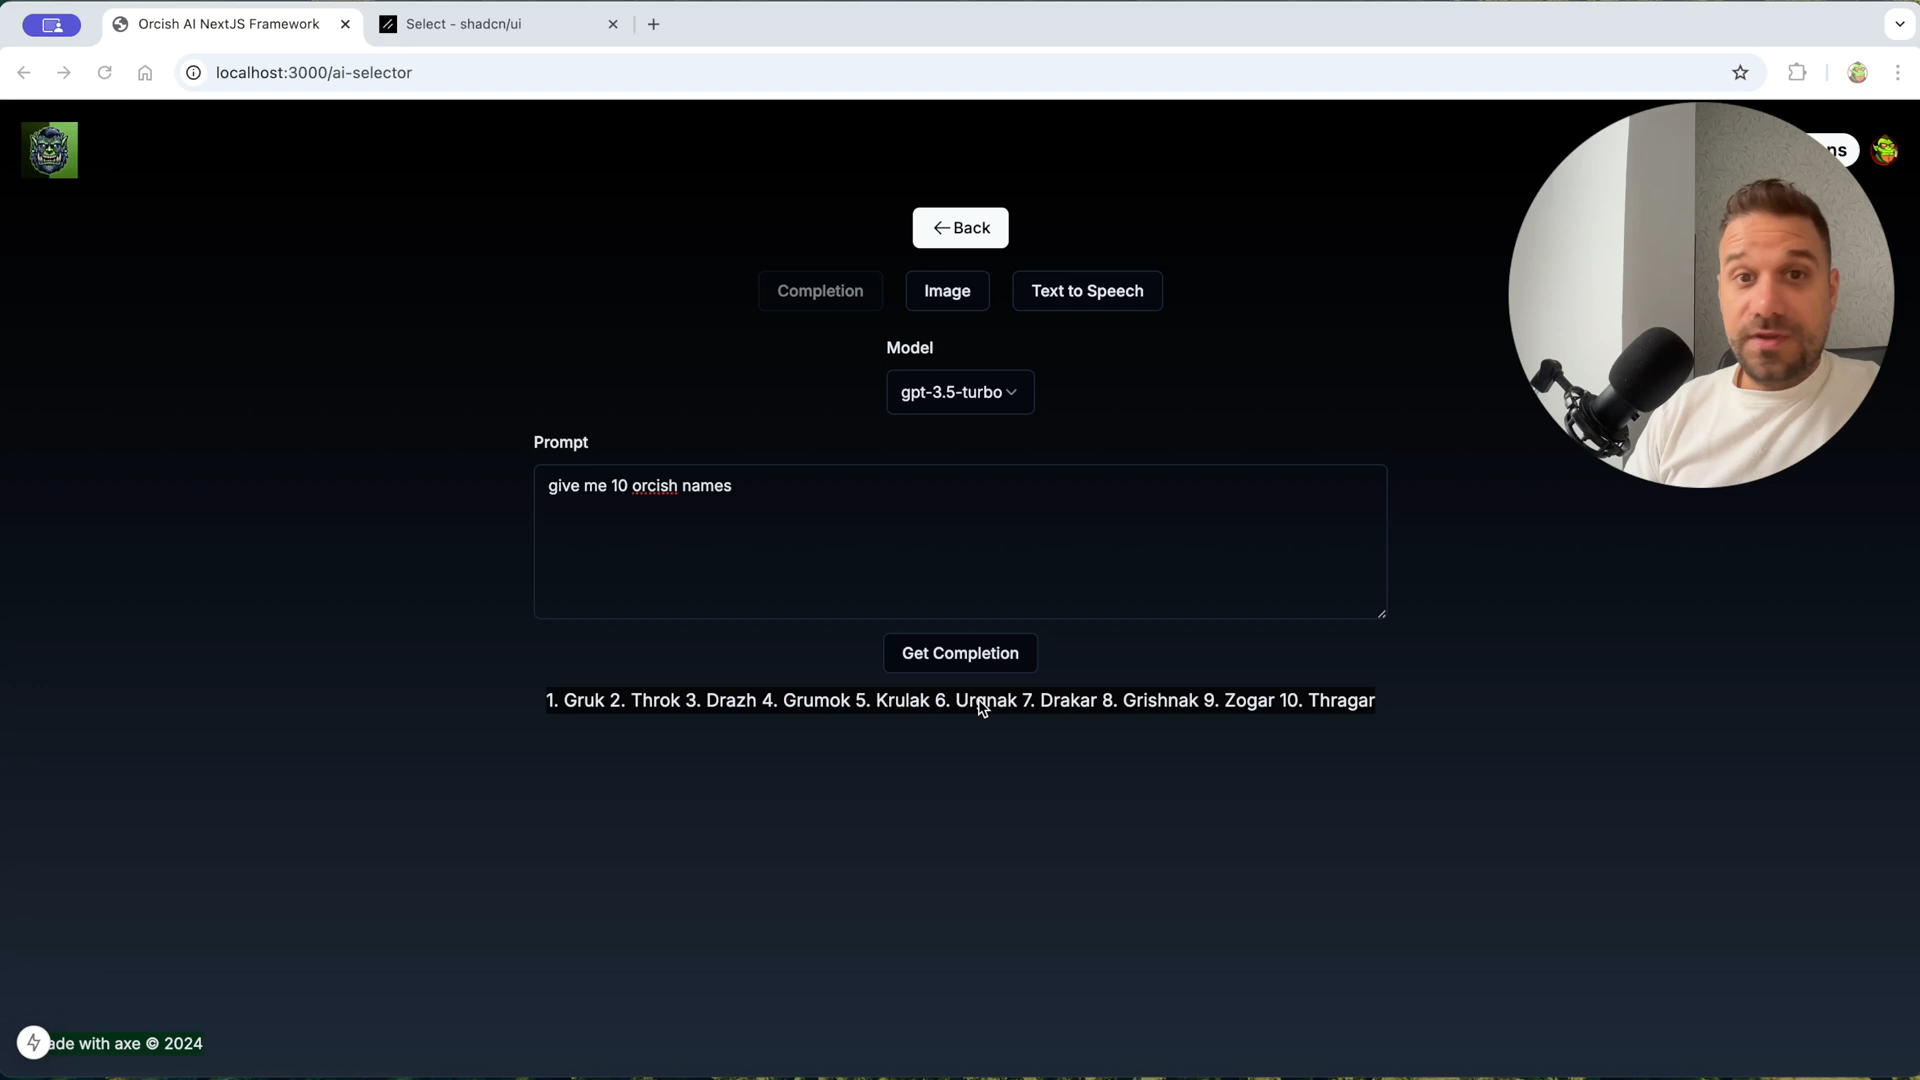 Orcish AI NextJS Framework
Select - shadcn/ui
localhost:3000/ai-selector
ns
Back
Completion
Image
Text to Speech
Model
gpt-3.5-turbo
Prompt
give me 10 orcish names
Get Completion
1. Gruk 2. Throk 3. Drazh 4. Grumok 5. Krulak 6. Urgnak 7. Drakar 8. Grishnak 9. Zogar 10. Thragar
ade with axe © 2024